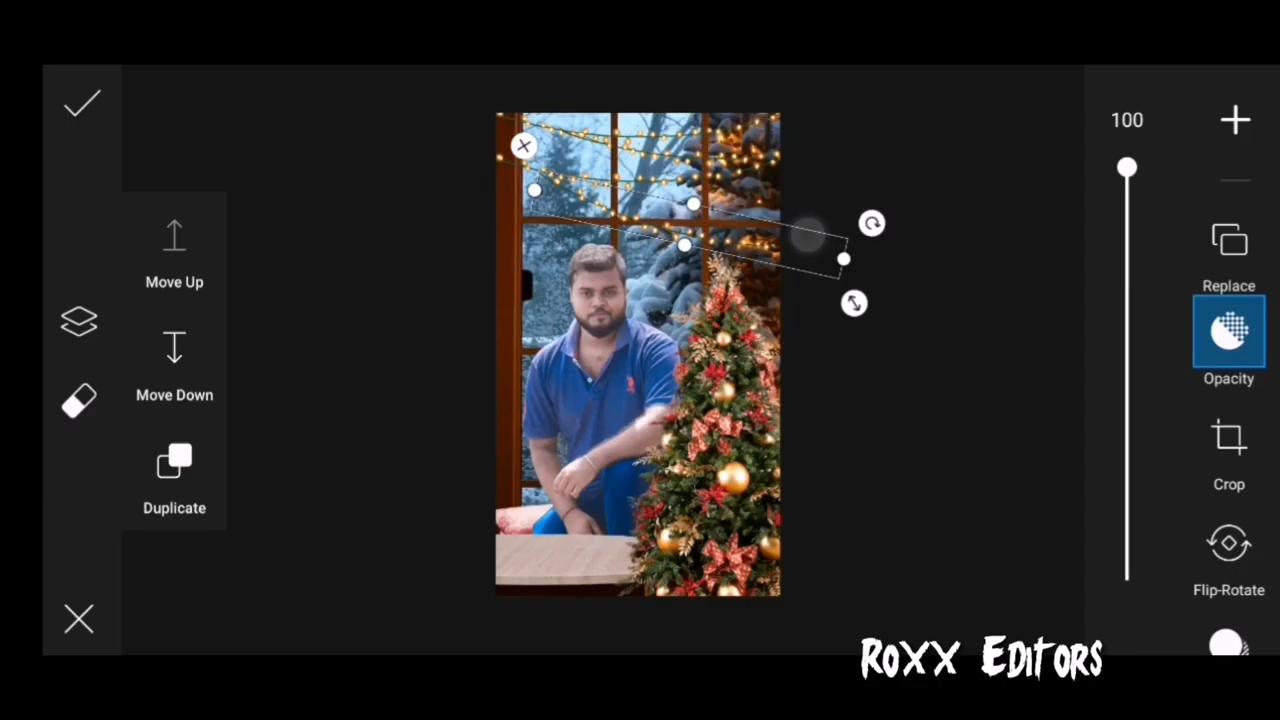 100
Move Up
Replace
Move Down
Opacity
Crop
Duplicate
Flip-Rotate
Roxx Editors